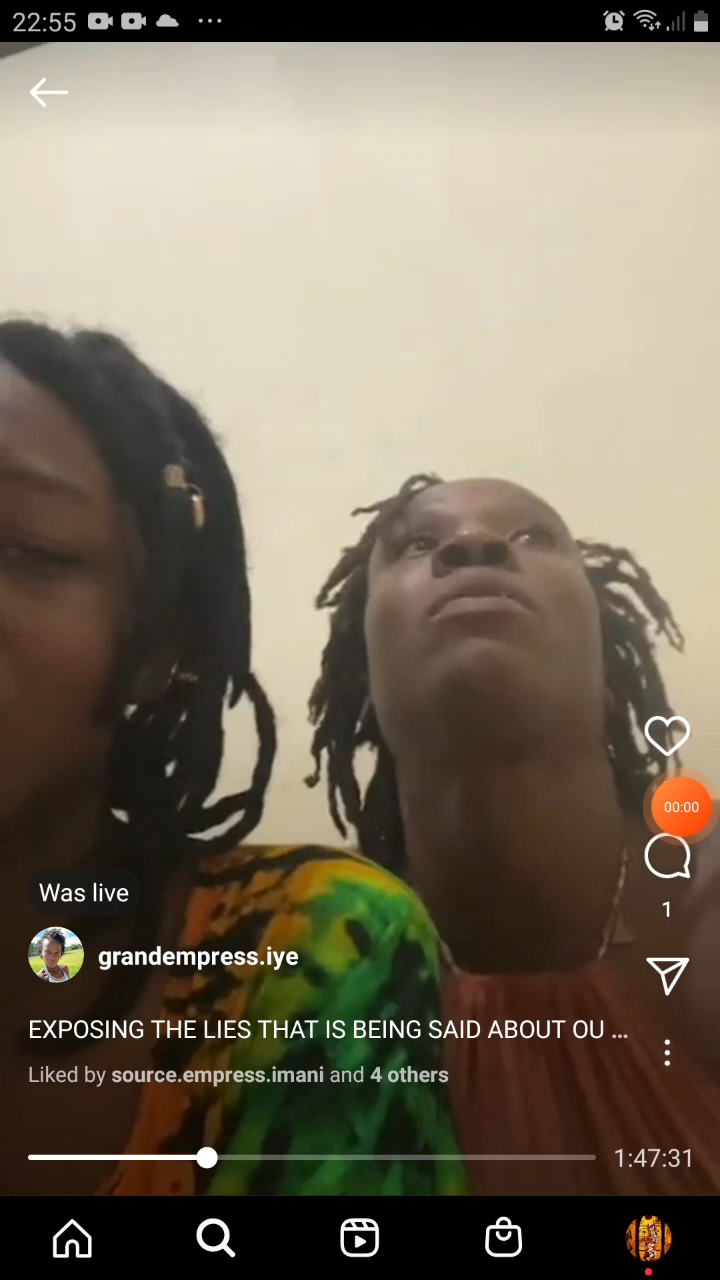 22:55
00:00
Was live
1
grandempress.iye
EXPOSING THE LIES THAT IS BEING SAID ABOUT OU ...
Liked by source.empress.imani and 4 others
1:47:31